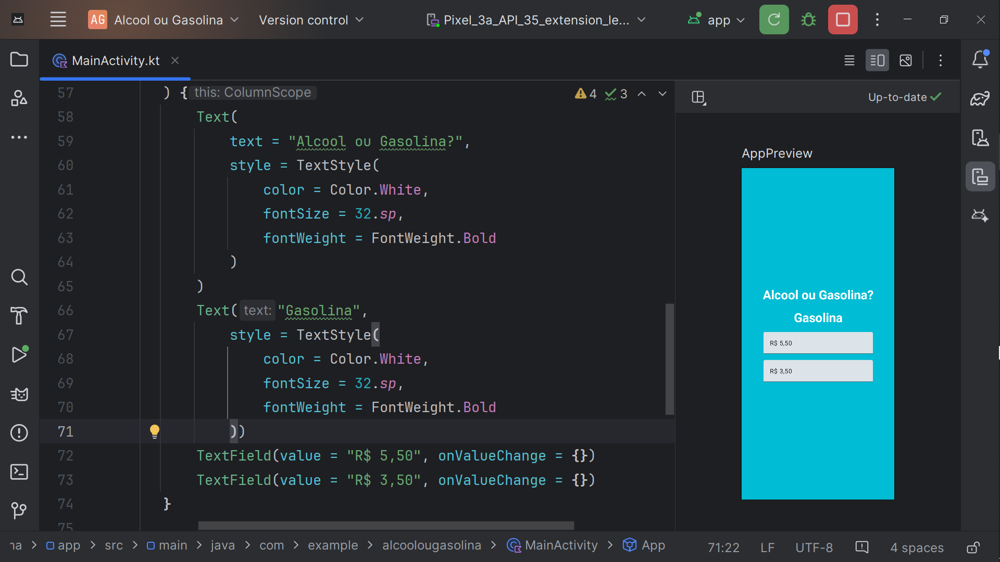 AG Alcool ou Gasolina Version control Pixel_3a_API_35_extension_le... app
MainActivity.kt
57 ) { this: ColumnScope 4 3
58 Text(
59 text = "Alcool ou Gasolina?",
60 style = TextStyle(
61 color = Color.White,
62 fontSize = 32.sp,
63 fontWeight = FontWeight.Bold
64 )
65 )
66 Text( text: "Gasolina",
67 style = TextStyle(
68 color = Color.White,
69 fontSize = 32.sp,
70 fontWeight = FontWeight.Bold
71 ))
72 TextField(value = "R$ 5,50", onValueChange = {})
73 TextField(value = "R$ 3,50", onValueChange = {})
74 }
75
Up-to-date
AppPreview
Alcool ou Gasolina?
Gasolina
R$ 5,50
R$ 3,50
na > app > src > main > java > com > example > alcoolougasolina > MainActivity > App 71:22 LF UTF-8 4 spaces